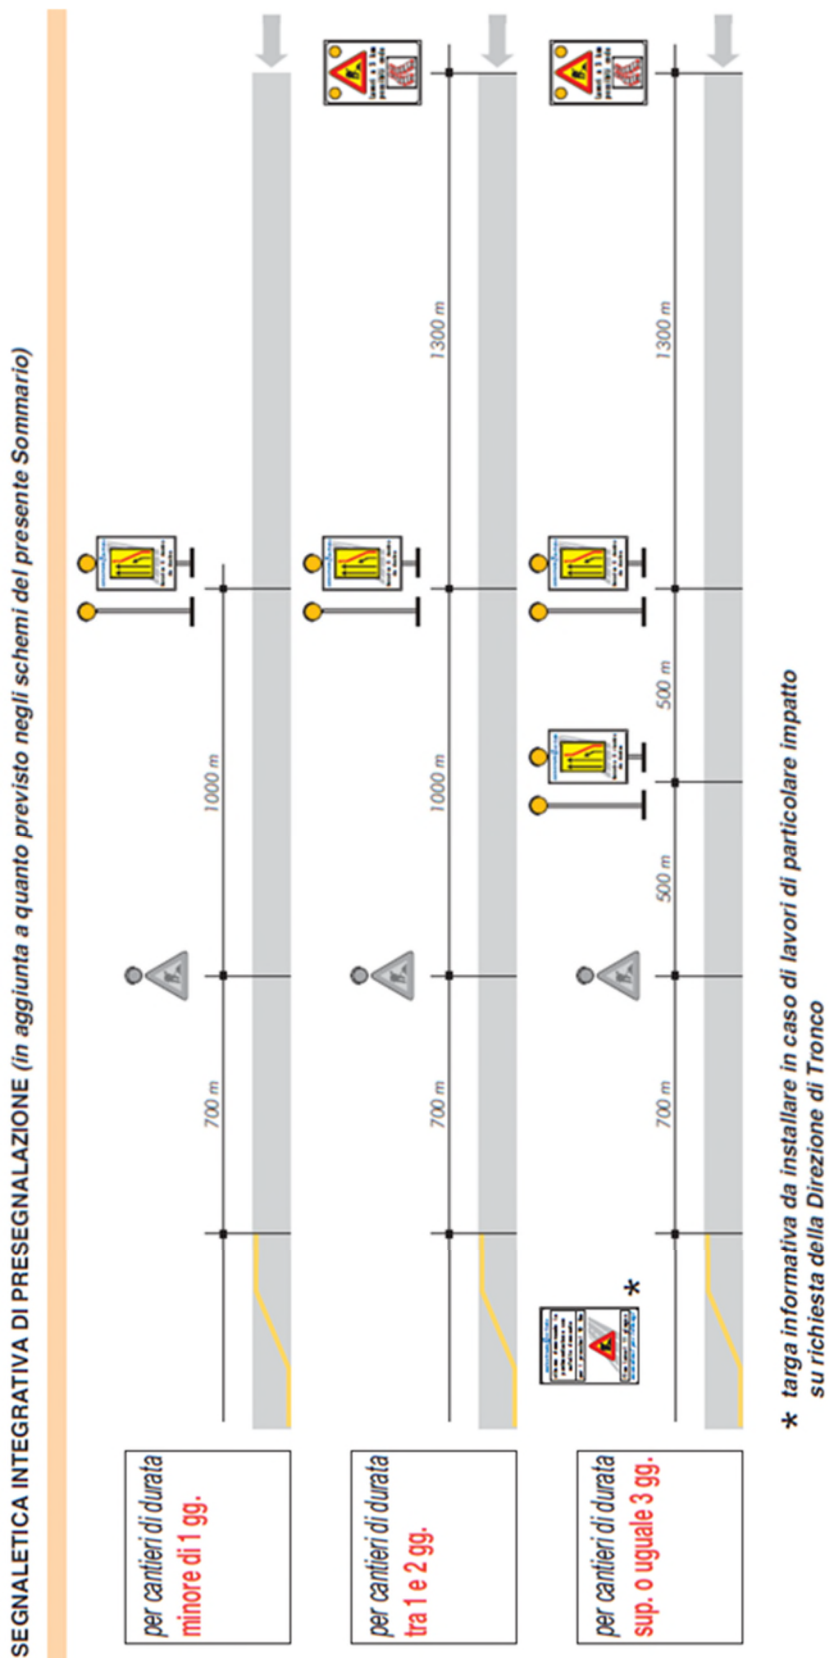 SEGNALETICA INTEGRATIVA DI PRESEGNALAZIONE (in aggiunta a quanto previsto negli schemi del presente Sommario)
per cantieri di durata
minore di 1 gg.
700 m
1000 m
per cantieri di durata
tra 1 e 2 gg.
700 m
1000 m
1300 m
per cantieri di durata
sup. o uguale 3 gg.
*
700 m
500 m
500 m
1300 m
* targa informativa da installare in caso di lavori di particolare impatto
su richiesta della Direzione di Tronco